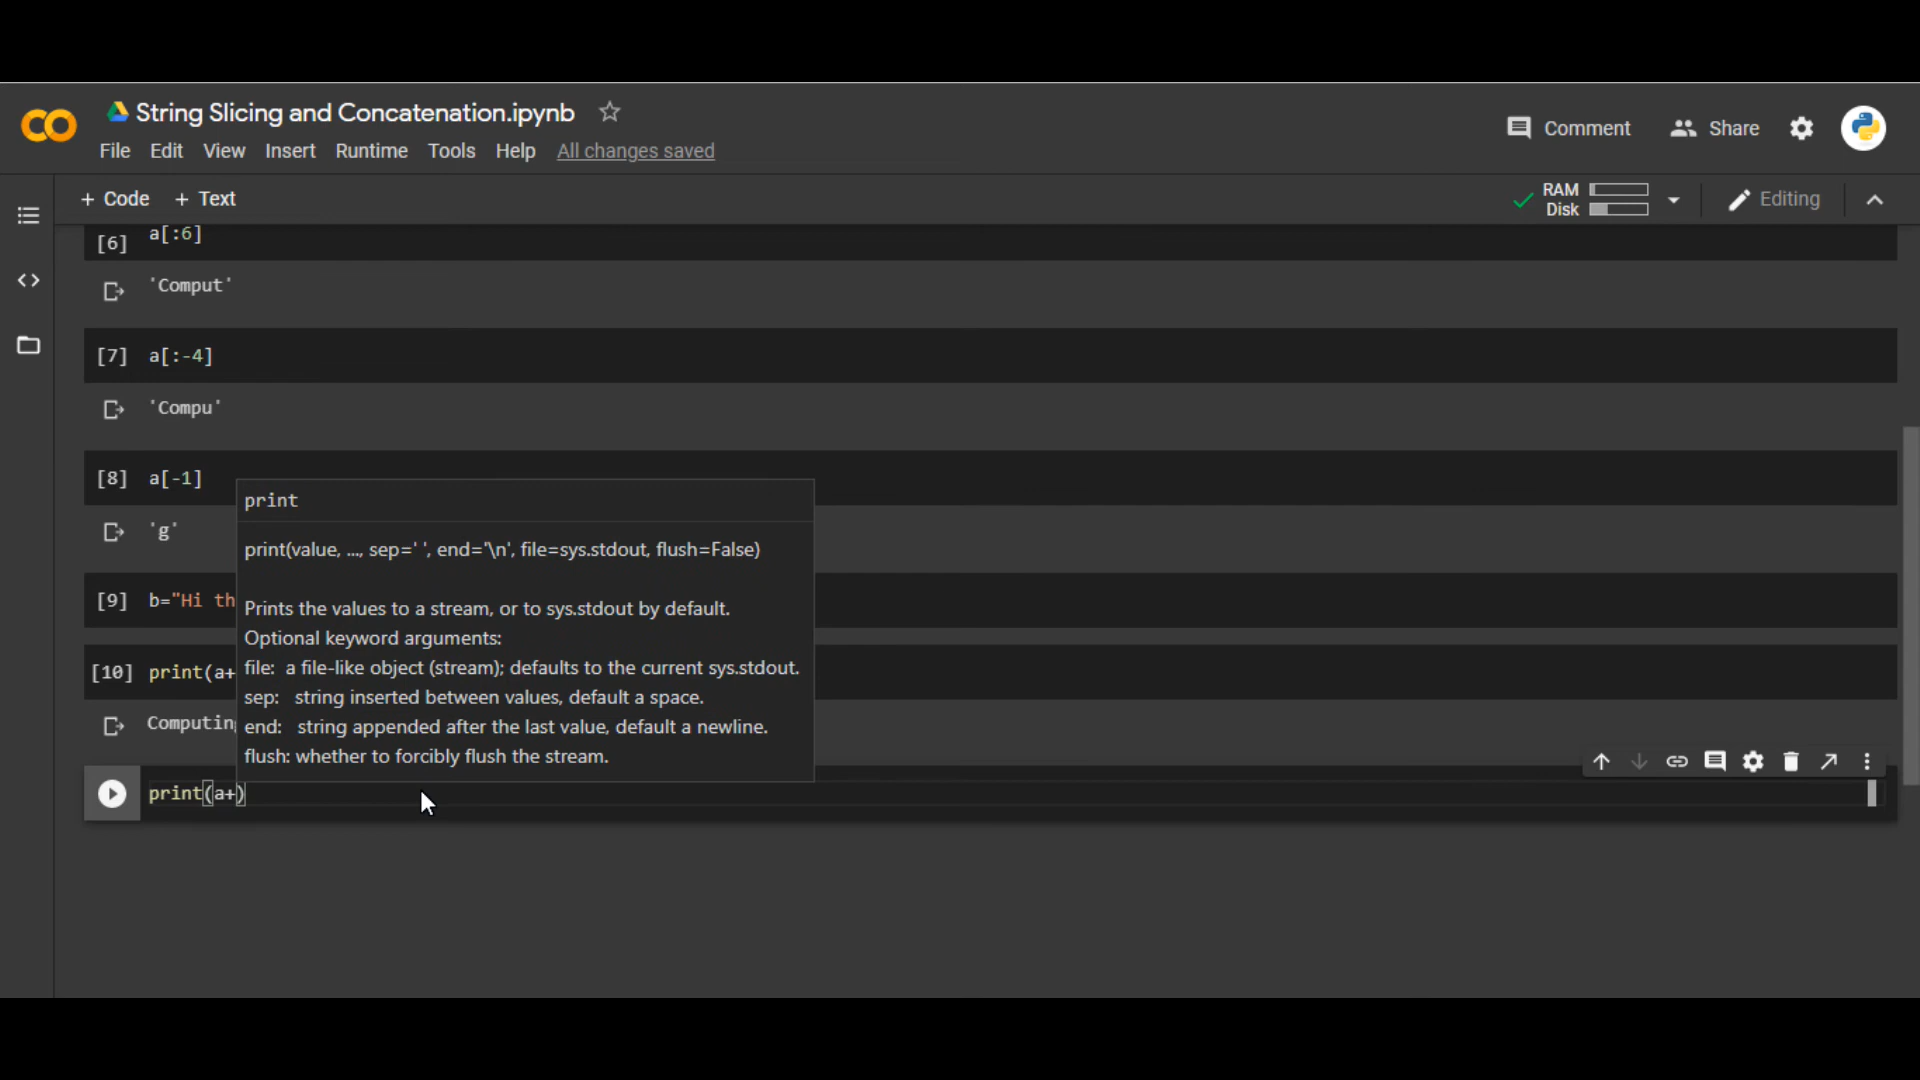 String Slicing and Concatenation.ipynb
File Edit View Insert Runtime Tools Help All changes saved
Comment Share
+ Code + Text
RAM
Disk
Editing
[6] a[:6]
'Comput'
[7] a[:-4]
'Compu'
[8] a[-1]
'g'
[9] b="Hi th
[10] print(a+
Computing
print
print(value, ..., sep=' ', end='\n', file=sys.stdout, flush=False)
Prints the values to a stream, or to sys.stdout by default.
Optional keyword arguments:
file: a file-like object (stream); defaults to the current sys.stdout.
sep: string inserted between values, default a space.
end: string appended after the last value, default a newline.
flush: whether to forcibly flush the stream.
print(a+)